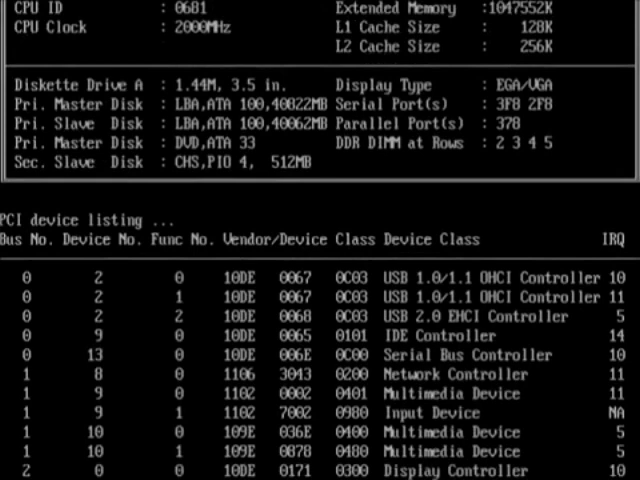 CPU ID : 0681 Extended Memory :1047552K
CPU Clock : 2000MHz L1 Cache Size : 128K
L2 Cache Size : 256K
Diskette Drive A : 1.44M, 3.5 in. Display Type : EGA/VGA
Pri. Master Disk : LBA,ATA 100,40822MB Serial Port(s) : 3F8 2F8
Pri. Slave Disk : LBA,ATA 100,40062MB Parallel Port(s) : 378
Pri. Master Disk : DVD,ATA 33 DDR DIMM at Rows : 2 3 4 5
Sec. Slave Disk : CHS,PIO 4, 512MB
PCI device listing ...
Bus No. Device No. Func No. Vendor/Device Class Device Class IRQ
0 2 0 10DE 0067 0C03 USB 1.0/1.1 OHCI Controller 10
0 2 1 10DE 0067 0C03 USB 1.0/1.1 OHCI Controller 11
0 2 2 10DE 0068 0C03 USB 2.0 EHCI Controller 5
0 9 0 10DE 0065 0101 IDE Controller 14
0 13 0 10DE 006E 0C00 Serial Bus Controller 10
1 8 0 1106 3043 0200 Network Controller 11
1 9 0 1102 0002 0401 Multimedia Device 11
1 9 1 1102 7002 0980 Input Device NA
1 10 0 109E 036E 0400 Multimedia Device 5
1 10 1 109E 0878 0480 Multimedia Device 5
2 0 0 10DE 0171 0300 Display Controller 10